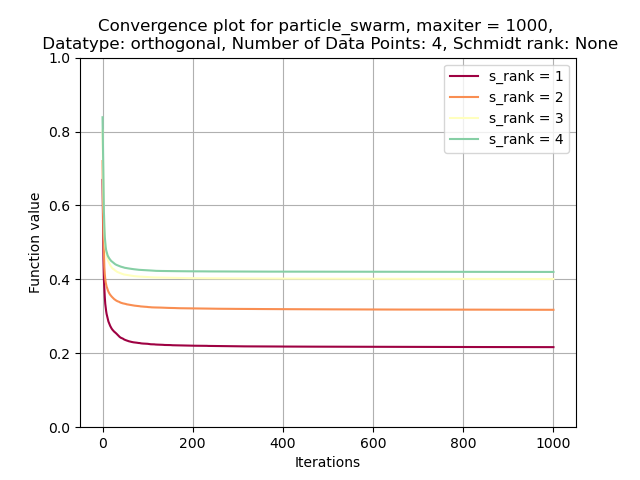 Convergence plot for particle_swarm, maxiter = 1000,
Datatype: orthogonal, Number of Data Points: 4, Schmidt rank: None
1.0
s_rank = 1
s_rank = 2
s_rank = 3
s_rank = 4
0.8
0.6
Function value
0.4
0.2
0.0
0 200 400 600 800 1000
Iterations